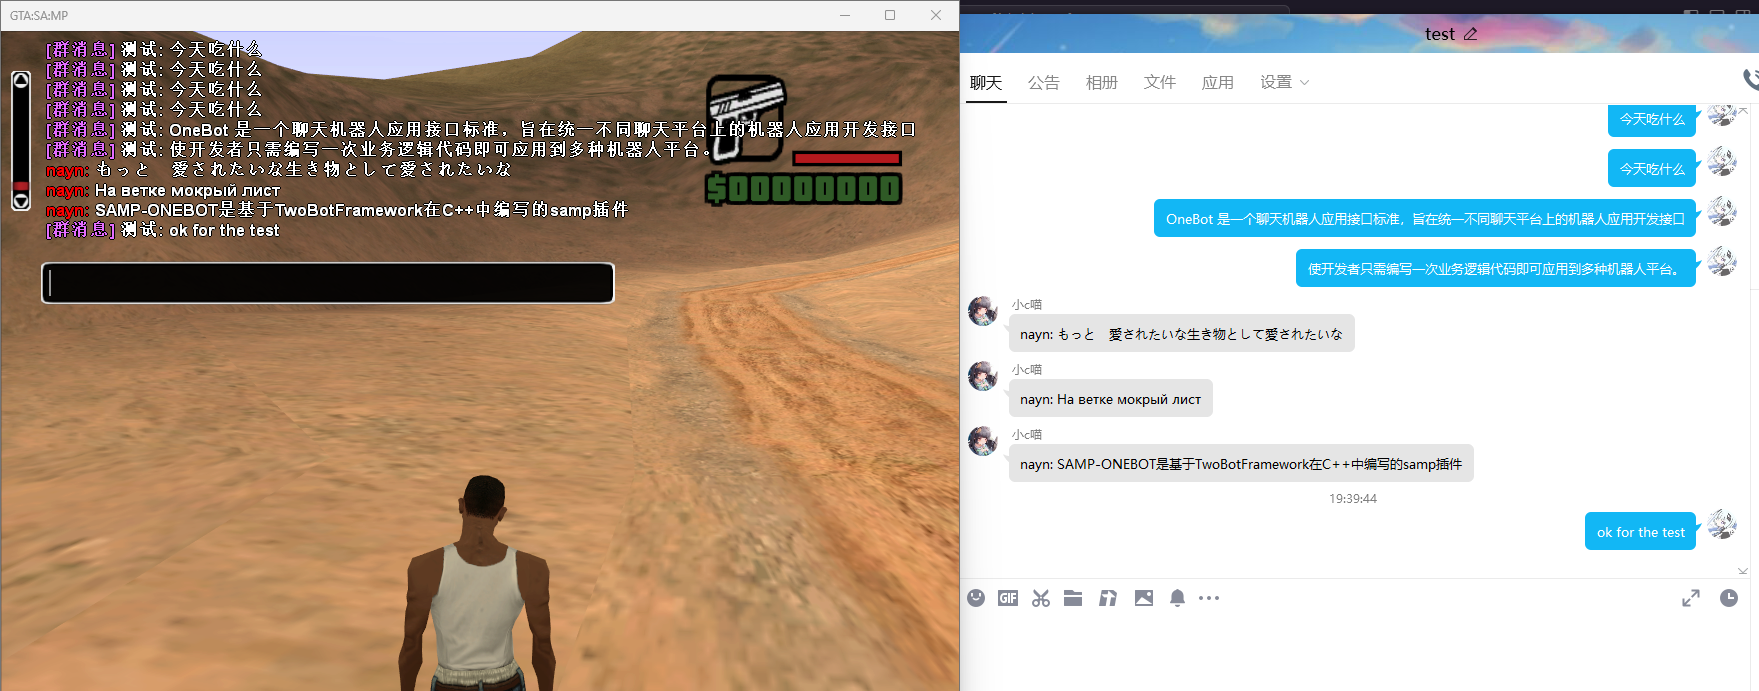 GTA:SA:MP
[群消息] 测试: 今天吃什么
[群消息] 测试: 今天吃什么
[群消息] 测试: 今天吃什么
[群消息] 测试: 今天吃什么
[群消息] 测试: OneBot 是一个聊天机器人应用接口标准，旨在统一不同聊天平台上的机器人应用开发接口
[群消息] 测试: 使开发者只需编写一次业务逻辑代码即可应用到多种机器人平台。
nayn: もっと　愛されたいな生き物として愛されたいな
nayn: На ветке мокрый лист
nayn: SAMP-ONEBOT是基于TwoBotFramework在C++中编写的samp插件
[群消息] 测试: ok for the test
$00000000
test
聊天 公告 相册 文件 应用 设置
今天吃什么
今天吃什么
OneBot 是一个聊天机器人应用接口标准，旨在统一不同聊天平台上的机器人应用开发接口
使开发者只需编写一次业务逻辑代码即可应用到多种机器人平台。
小c喵
nayn: もっと　愛されたいな生き物として愛されたいな
小c喵
nayn: На ветке мокрый лист
小c喵
nayn: SAMP-ONEBOT是基于TwoBotFramework在C++中编写的samp插件
19:39:44
ok for the test
GIF